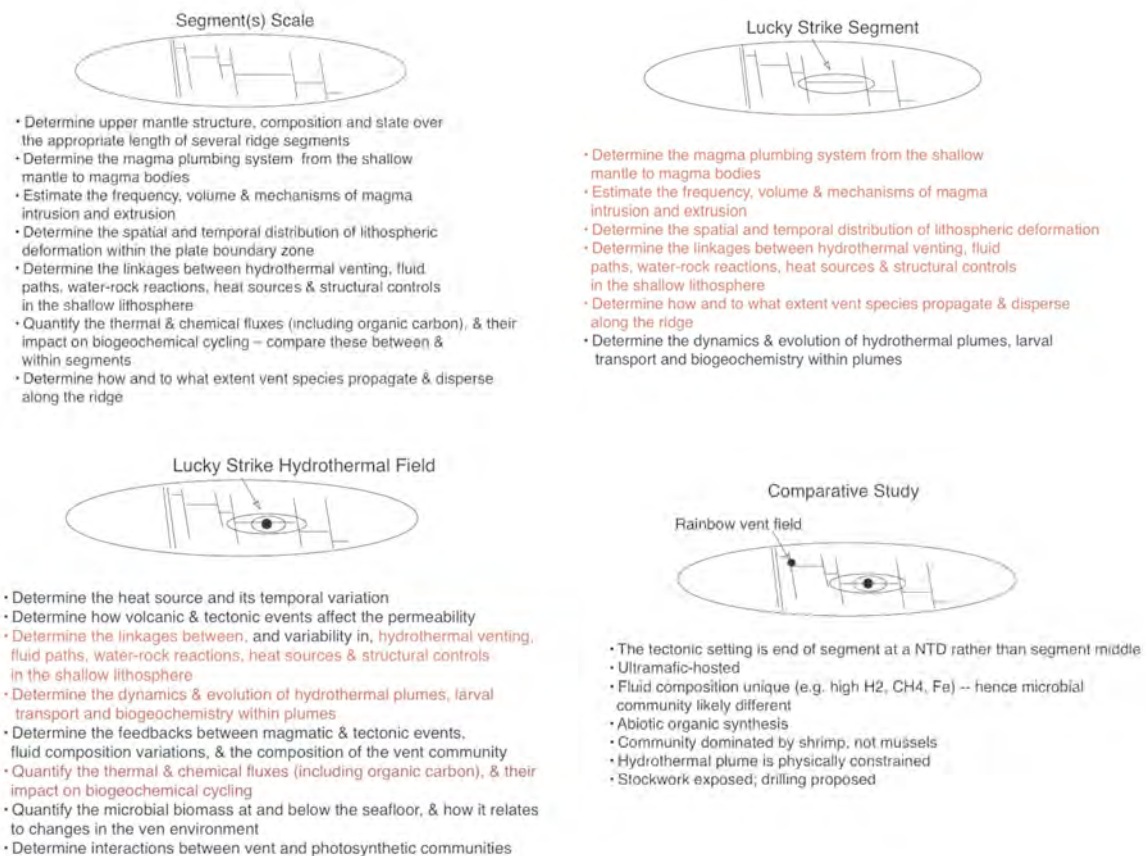 Segment(s) Scale
• Determine upper mantle structure, composition and state over
the appropriate length of several ridge segments
• Determine the magma plumbing system from the shallow
mantle to magma bodies
• Estimate the frequency, volume & mechanisms of magma
intrusion and extrusion
• Determine the spatial and temporal distribution of lithospheric
deformation within the plate boundary zone
• Determine the linkages between hydrothermal venting, fluid
paths, water-rock reactions, heat sources & structural controls
in the shallow lithosphere
• Quantify the thermal & chemical fluxes (including organic carbon), & their
impact on biogeochemical cycling – compare these between &
within segments
• Determine how and to what extent vent species propagate & disperse
along the ridge
Lucky Strike Segment
• Determine the magma plumbing system from the shallow
mantle to magma bodies
• Estimate the frequency, volume & mechanisms of magma
intrusion and extrusion
• Determine the spatial and temporal distribution of lithospheric deformation
• Determine the linkages between hydrothermal venting, fluid
paths, water-rock reactions, heat sources & structural controls
in the shallow lithosphere
• Determine how and to what extent vent species propagate & disperse
along the ridge
• Determine the dynamics & evolution of hydrothermal plumes, larval
transport and biogeochemistry within plumes
Lucky Strike Hydrothermal Field
• Determine the heat source and its temporal variation
• Determine how volcanic & tectonic events affect the permeability
• Determine the linkages between, and variability in, hydrothermal venting,
fluid paths, water-rock reactions, heat sources & structural controls
in the shallow lithosphere
• Determine the dynamics & evolution of hydrothermal plumes, larval
transport and biogeochemistry within plumes
• Determine the feedbacks between magmatic & tectonic events,
fluid composition variations, & the composition of the vent community
• Quantify the thermal & chemical fluxes (including organic carbon), & their
impact on biogeochemical cycling
• Quantify the microbial biomass at and below the seafloor, & how it relates
to changes in the ven environment
• Determine interactions between vent and photosynthetic communities
Comparative Study
Rainbow vent field
• The tectonic setting is end of segment at a NTD rather than segment middle
• Ultramafic-hosted
• Fluid composition unique (e.g. high H2, CH4, Fe) -- hence microbial
community likely different
• Abiotic organic synthesis
• Community dominated by shrimp, not mussels
• Hydrothermal plume is physically constrained
• Stockwork exposed; drilling proposed